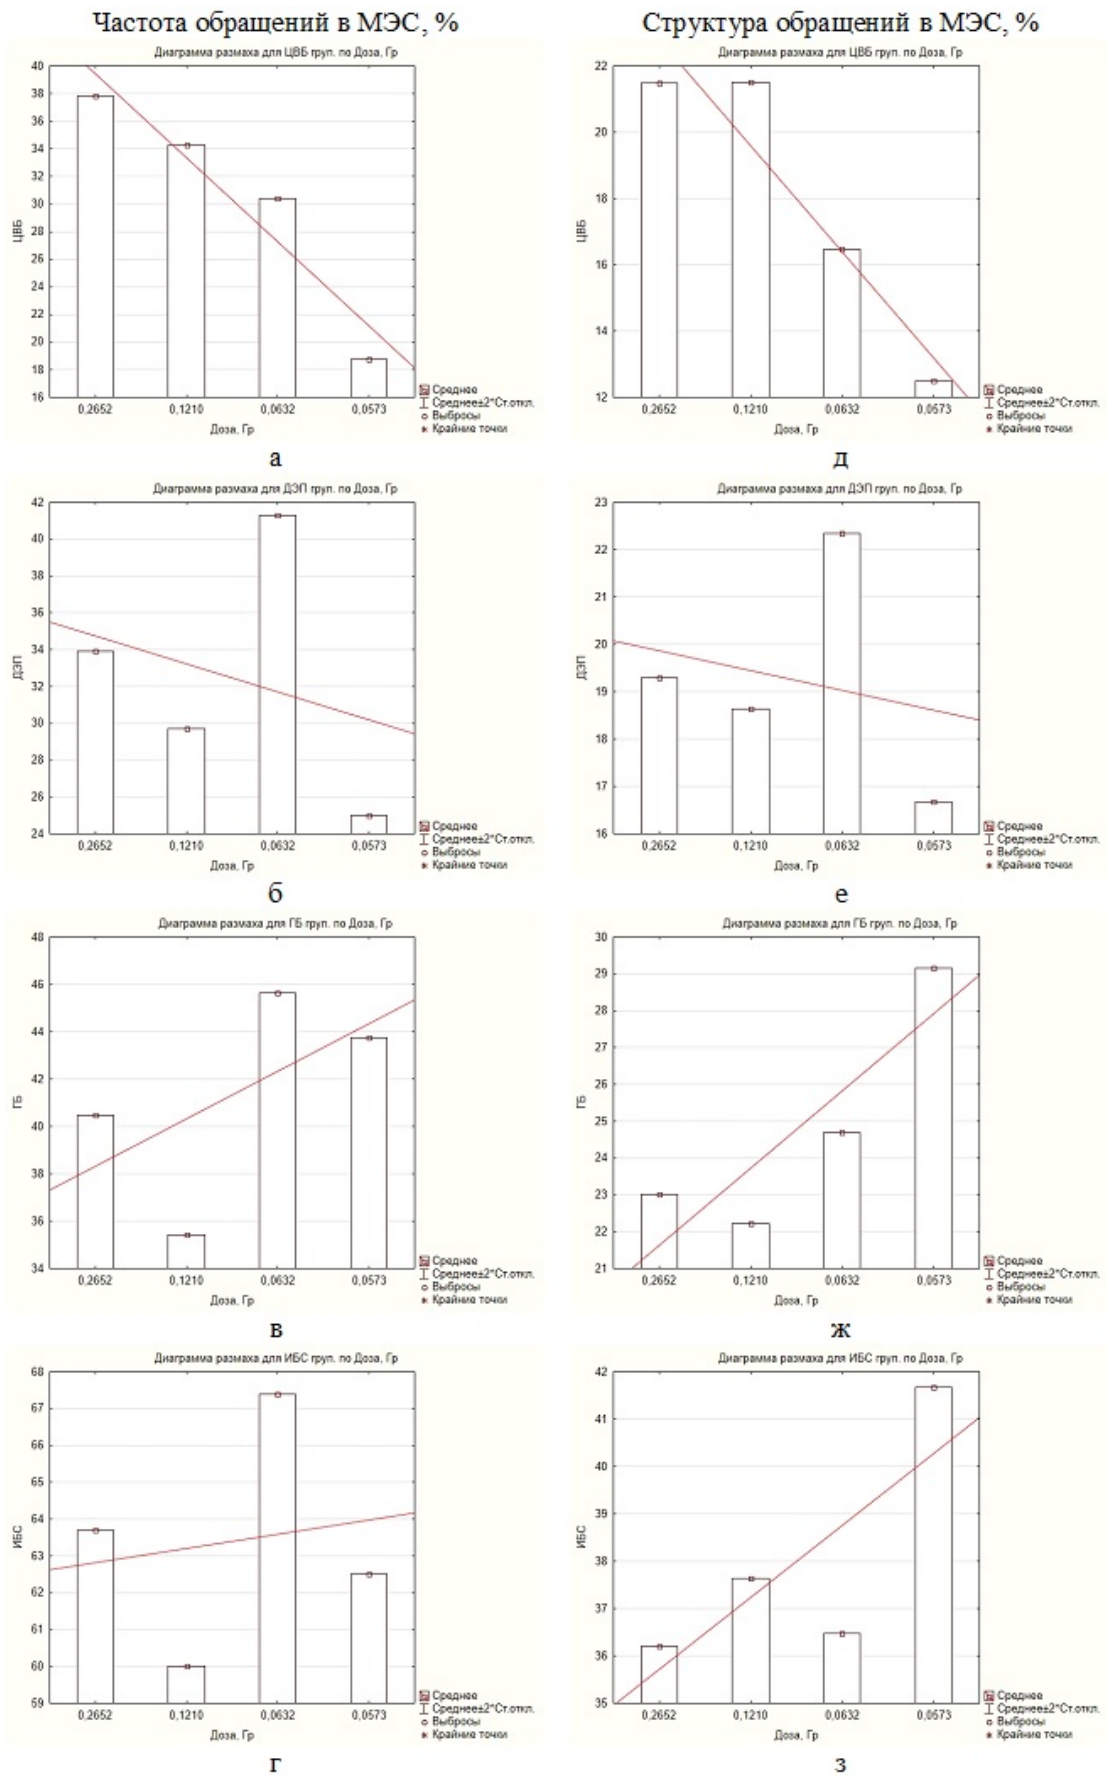 Частота обращений в МЭС, %
Структура обращений в МЭС, %
Диаграмма размаха для ЦВБ груп. по Доза, Гр
40
38
36
34
32
30
28
26
24
22
20
18
16
ЦВБ
0,2652 0,1210 0,0632 0,0573
Доза, Гр
Среднее
Среднее±2*Ст.откл.
Выбросы
Крайние точки
а
Диаграмма размаха для ЦВБ груп. по Доза, Гр
22
20
18
16
14
12
ЦВБ
0,2652 0,1210 0,0632 0,0573
Доза, Гр
Среднее
Среднее±2*Ст.откл.
Выбросы
Крайние точки
д
Диаграмма размаха для ДЭП груп. по Доза, Гр
42
40
38
36
34
32
30
28
26
24
ДЭП
0,2652 0,1210 0,0632 0,0573
Доза, Гр
Среднее
Среднее±2*Ст.откл.
Выбросы
Крайние точки
б
Диаграмма размаха для ДЭП груп. по Доза, Гр
23
22
21
20
19
18
17
16
ДЭП
0,2652 0,1210 0,0632 0,0573
Доза, Гр
Среднее
Среднее±2*Ст.откл.
Выбросы
Крайние точки
е
Диаграмма размаха для ГБ груп. по Доза, Гр
48
46
44
42
40
38
36
34
ГБ
0,2652 0,1210 0,0632 0,0573
Доза, Гр
Среднее
Среднее±2*Ст.откл.
Выбросы
Крайние точки
в
Диаграмма размаха для ГБ груп. по Доза, Гр
30
29
28
27
26
25
24
23
22
21
ГБ
0,2652 0,1210 0,0632 0,0573
Доза, Гр
Среднее
Среднее±2*Ст.откл.
Выбросы
Крайние точки
ж
Диаграмма размаха для ИБС груп. по Доза, Гр
68
67
66
65
64
63
62
61
60
59
ИБС
0,2652 0,1210 0,0632 0,0573
Доза, Гр
Среднее
Среднее±2*Ст.откл.
Выбросы
Крайние точки
г
Диаграмма размаха для ИБС груп. по Доза, Гр
42
41
40
39
38
37
36
35
ИБС
0,2652 0,1210 0,0632 0,0573
Доза, Гр
Среднее
Среднее±2*Ст.откл.
Выбросы
Крайние точки
з